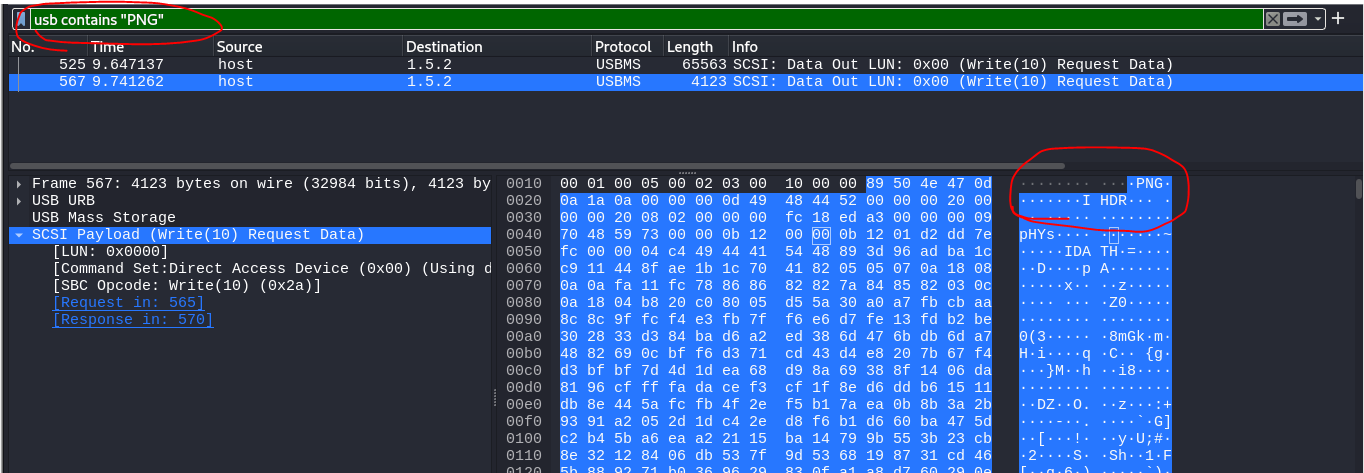 usb contains "PNG"
No. Time Source Destination Protocol Length Info
525 9.647137 host 1.5.2 USBMS 65563 SCSI: Data Out LUN: 0x00 (Write(10) Request Data)
567 9.741262 host 1.5.2 USBMS 4123 SCSI: Data Out LUN: 0x00 (Write(10) Request Data)
Frame 567: 4123 bytes on wire (32984 bits), 4123 by
USB URB
USB Mass Storage
SCSI Payload (Write(10) Request Data)
[LUN: 0x0000]
[Command Set:Direct Access Device (0x00) (Using d
[SBC Opcode: Write(10) (0x2a)]
[Request in: 565]
[Response in: 570]
0010 00 01 00 05 00 02 03 00 10 00 00 89 50 4e 47 0d ········ ····PNG·
0020 0a 1a 0a 00 00 00 0d 49 48 44 52 00 00 00 20 00 ·······I HDR··· ·
0030 00 00 20 08 02 00 00 00 fc 18 ed a3 00 00 00 09 ·· ····· ········
0040 70 48 59 73 00 00 0b 12 00 00 0b 12 01 d2 dd 7e pHYs···· ·······~
0050 fc 00 00 04 c4 49 44 41 54 48 89 3d 96 ad ba 1c ·····IDA TH·=····
0060 c9 11 44 8f ae 1b 1c 70 41 82 05 05 07 0a 18 08 ··D····p A·······
0070 0a 0a fa 11 fc 78 86 86 82 82 7a 84 85 82 03 0c ·····x·· ··z·····
0080 0a 18 04 b8 20 c0 80 05 d5 5a 30 a0 a7 fb cb aa ···· ··· ·Z0·····
0090 8c 8c 9f fc f4 e3 fb 7f f6 e6 d7 fe 13 fd b2 be ········ ········
00a0 30 28 33 d3 84 ba d6 a2 ed 38 6d 47 6b db 6d a7 0(3····· ·8mGk·m·
00b0 48 82 69 0c bf f6 d3 71 cd 43 d4 e8 20 7b 67 f4 H·i····q ·C·· {g·
00c0 d3 bf bf 7d 4d 1d ea 68 d9 8a 69 38 8f 14 06 da ···}M··h ··i8····
00d0 81 96 cf ff fa da ce f3 cf 1f 8e d6 dd b6 15 11 ········ ········
00e0 db 8e 44 5a fc fb 4f 2e f5 b1 7a ea 0b 8b 3a 2b ··DZ··O. ··z···:+
00f0 93 91 a2 05 2d 1d c4 2e d8 f6 b1 d6 60 ba 47 5d ····-··. ····`·G]
0100 c2 b4 5b a6 ea a2 21 15 ba 14 79 9b 55 3b 23 cb ··[···!· ··y·U;#·
0110 8e 32 12 84 06 db 53 7f 9d 53 68 19 87 31 cd 46 ·2····S· ·Sh··1·F
0120 5b 88 92 71 b0 36 96 29 83 0f a1 a8 d7 60 29 0e [··q·6·) ·····`)·